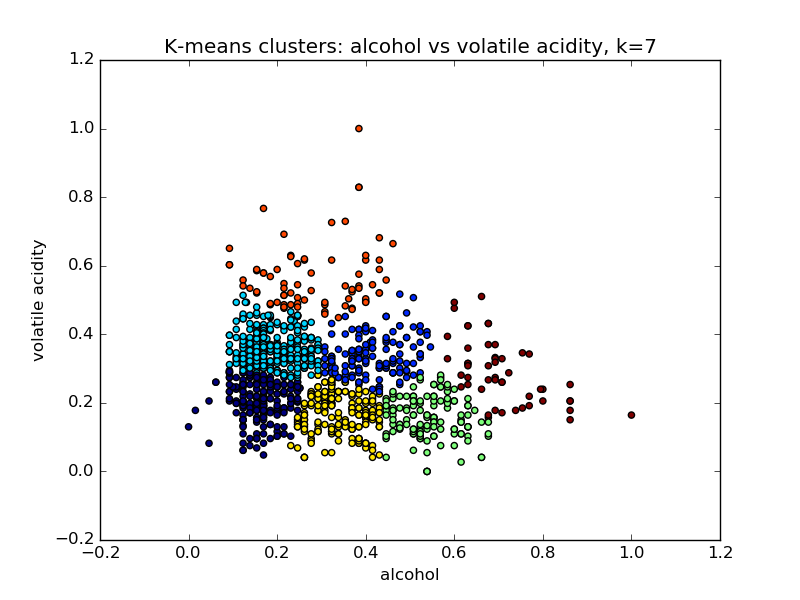 K-means clusters: alcohol vs volatile acidity, k=7
1.2
1.0
0.8
0.6
0.4
0.2
0.0
−0.2
volatile acidity
−0.2 0.0 0.2 0.4 0.6 0.8 1.0 1.2
alcohol